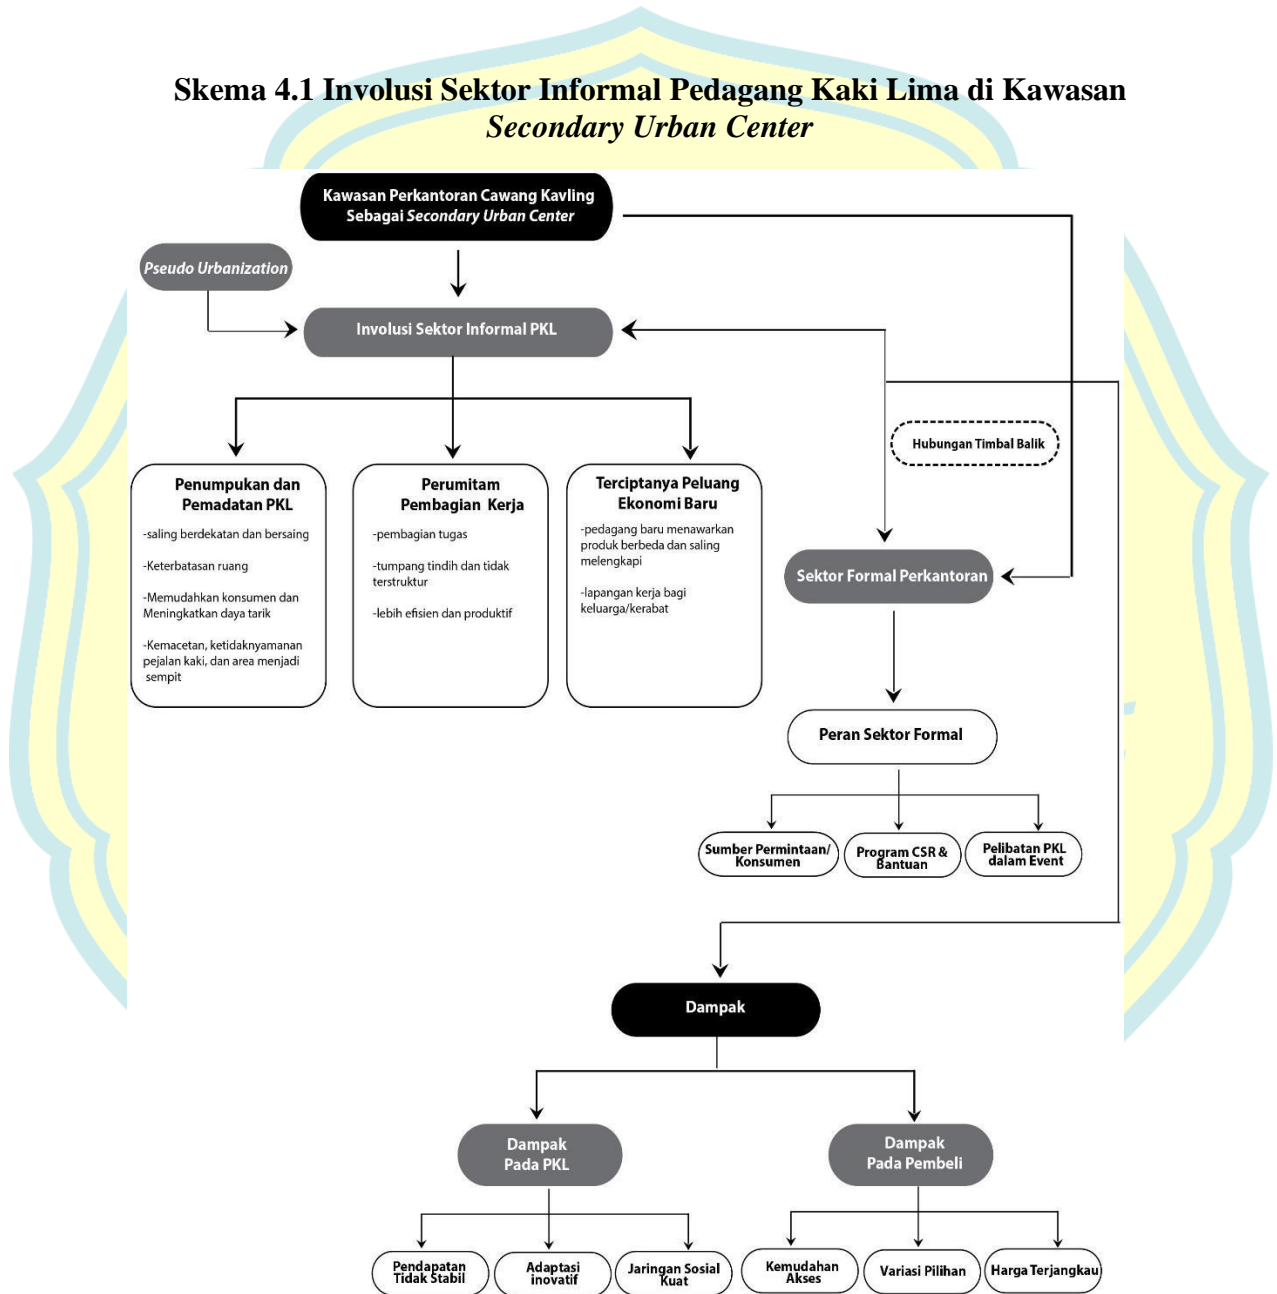 Skema 4.1 Involusi Sektor Informal Pedagang Kaki Lima di Kawasan
Secondary Urban Center
Kawasan Perkantoran Cawang Kavling
Sebagai Secondary Urban Center
Pseudo Urbanization
Involusi Sektor Informal PKL
Hubungan Timbal Balik
Penumpukan dan
Pemadatan PKL
-saling berdekatan dan bersaing
-Keterbatasan ruang
-Memudahkan konsumen dan
Meningkatkan daya tarik
-Kemacetan, ketidaknyamanan
pejalan kaki, dan area menjadi
sempit
Perumitam
Pembagian Kerja
-pembagian tugas
-tumpang tindih dan tidak
terstruktur
-lebih efisien dan produktif
Terciptanya Peluang
Ekonomi Baru
-pedagang baru menawarkan
produk berbeda dan saling
melengkapi
-lapangan kerja bagi
keluarga/kerabat
Sektor Formal Perkantoran
Peran Sektor Formal
Sumber Permintaan/
Konsumen
Program CSR &
Bantuan
Pelibatan PKL
dalam Event
Dampak
Dampak
Pada PKL
Dampak
Pada Pembeli
Pendapatan
Tidak Stabil
Adaptasi
inovatif
Jaringan Sosial
Kuat
Kemudahan
Akses
Variasi Pilihan
Harga Terjangkau